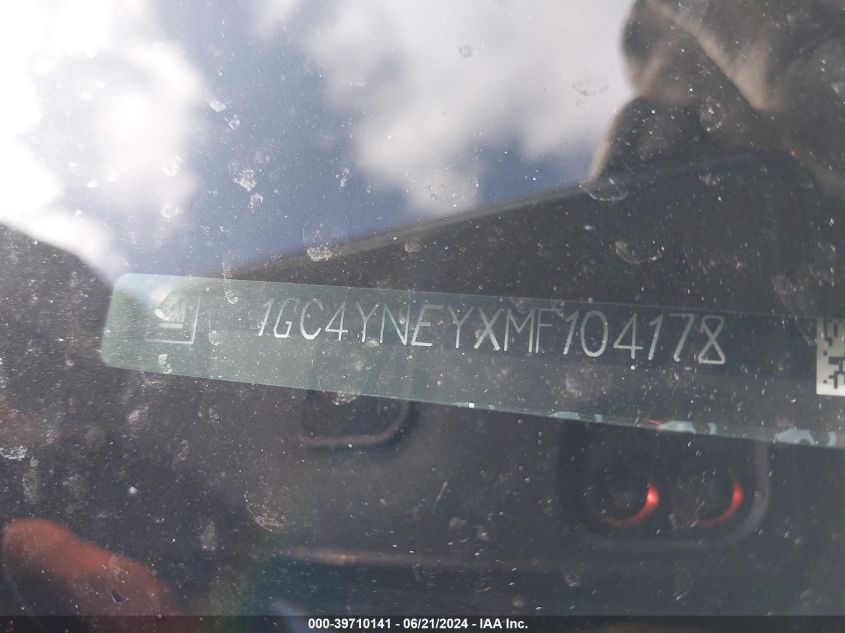 1GC4YNEYXMF104178
000-39710141 - 06/21/2024 - IAA Inc.